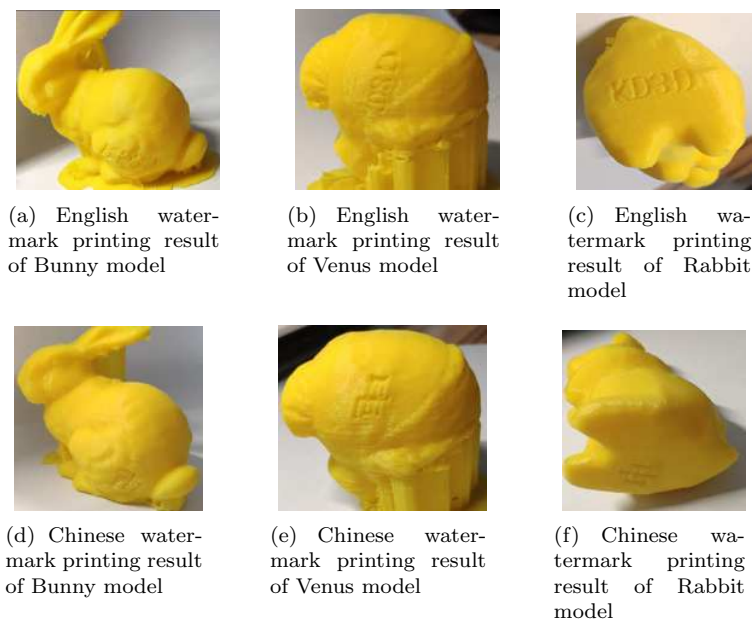 KD3D
(a) English water-
mark printing result
of Bunny model
(b) English water-
mark printing result
of Venus model
(c) English wa-
termark printing
result of Rabbit
model
(d) Chinese water-
mark printing result
of Bunny model
(e) Chinese water-
mark printing result
of Venus model
(f) Chinese wa-
termark printing
result of Rabbit
model